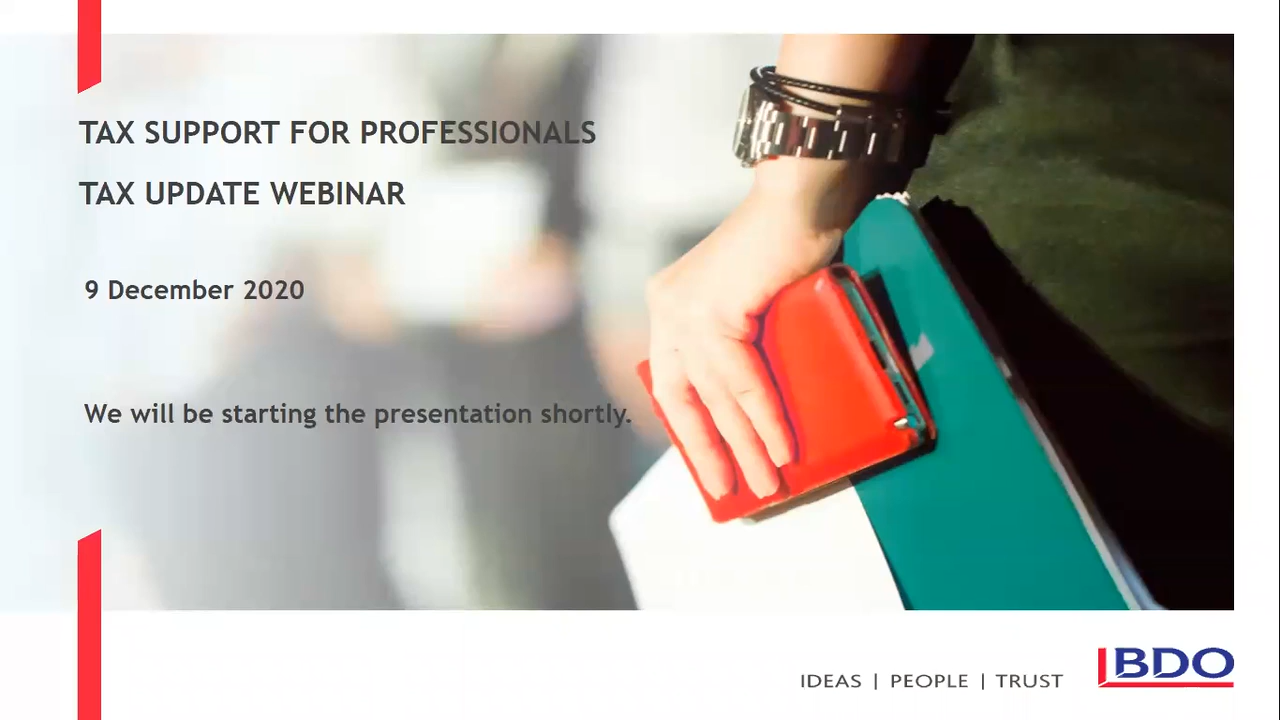 TAX SUPPORT FOR PROFESSIONALS
TAX UPDATE WEBINAR
9 December 2020
We will be starting the presentation shortly.
IDEAS | PEOPLE | TRUST
BDO